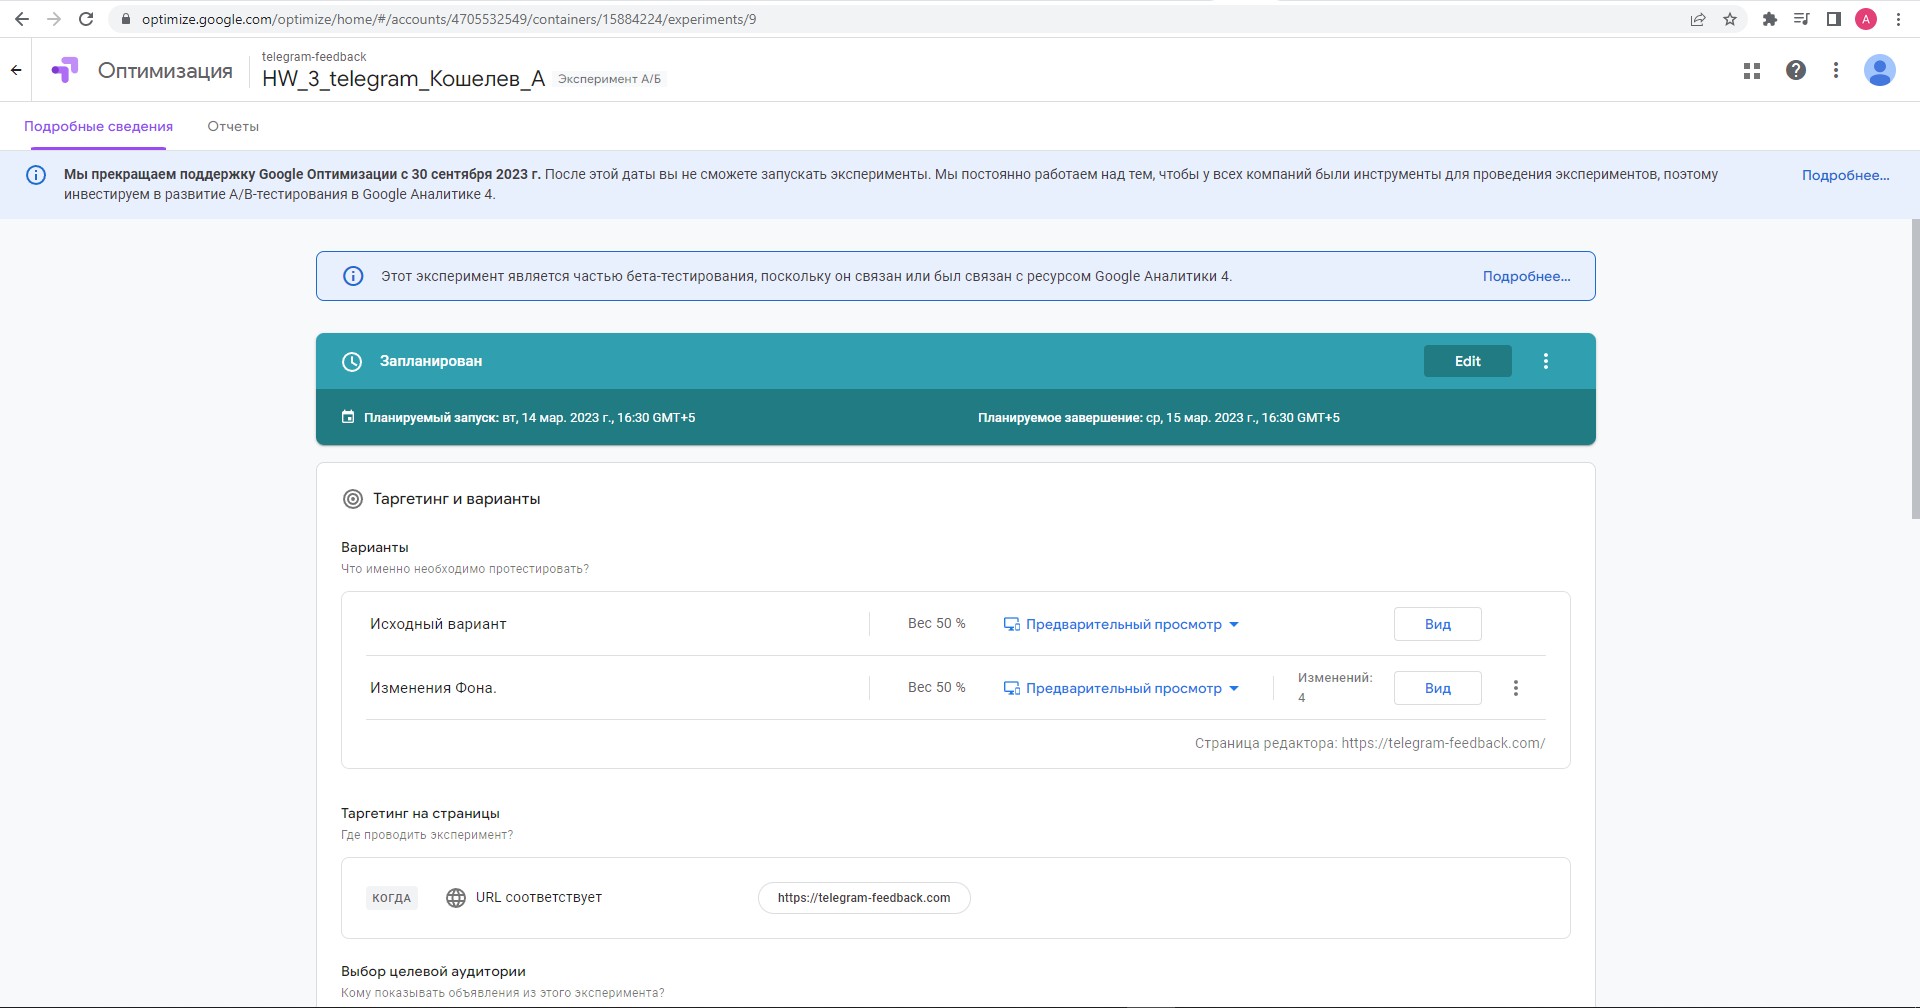 optimize.google.com/optimize/home/#/accounts/4705532549/containers/15884224/experiments/9
A
Оптимизация
telegram-feedback
HW_3_telegram_Кошелев_А
Эксперимент А/Б
Подробные сведения
Отчеты
Мы прекращаем поддержку Google Оптимизации с 30 сентября 2023 г. После этой даты вы не сможете запускать эксперименты. Мы постоянно работаем над тем, чтобы у всех компаний были инструменты для проведения экспериментов, поэтому
инвестируем в развитие A/B-тестирования в Google Аналитике 4.
Подробнее...
Этот эксперимент является частью бета-тестирования, поскольку он связан или был связан с ресурсом Google Аналитики 4.
Подробнее...
Запланирован
Edit
Планируемый запуск: вт, 14 мар. 2023 г., 16:30 GMT+5
Планируемое завершение: ср, 15 мар. 2023 г., 16:30 GMT+5
Таргетинг и варианты
Варианты
Что именно необходимо протестировать?
Исходный вариант
Вес 50 %
Предварительный просмотр
Вид
Изменения Фона.
Вес 50 %
Предварительный просмотр
Изменений:
4
Вид
Страница редактора: https://telegram-feedback.com/
Таргетинг на страницы
Где проводить эксперимент?
КОГДА
URL соответствует
https://telegram-feedback.com
Выбор целевой аудитории
Кому показывать объявления из этого эксперимента?